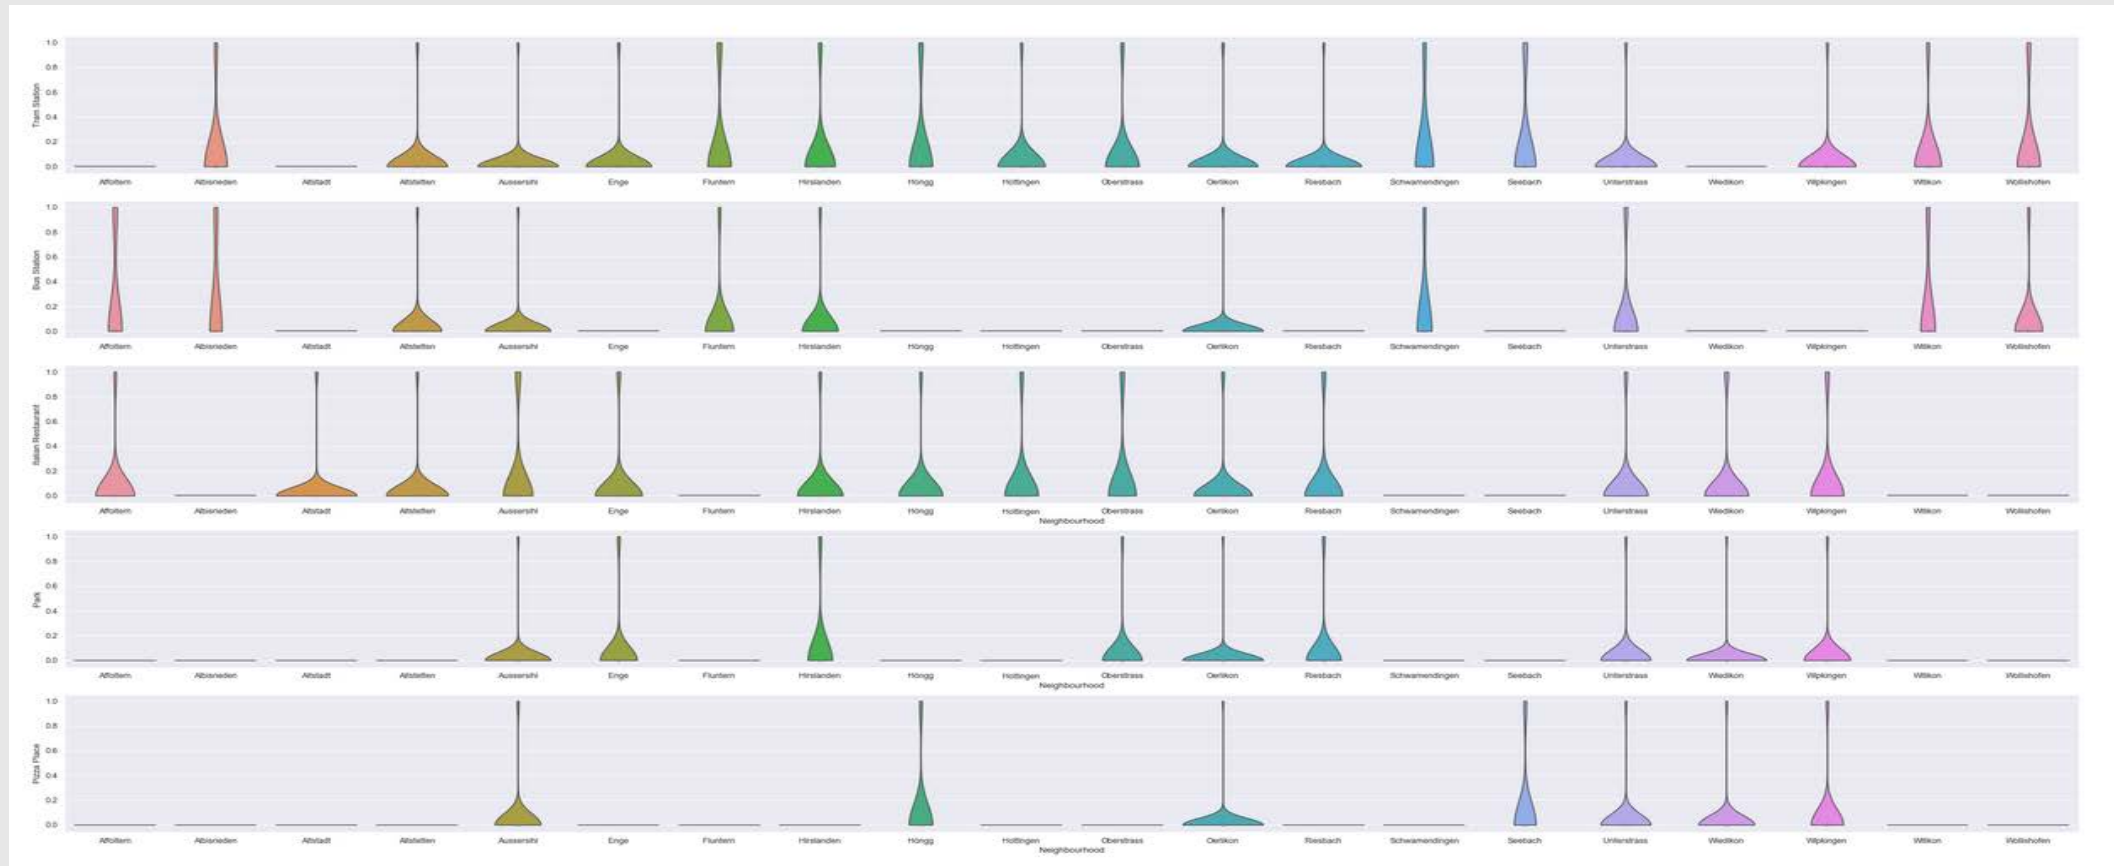 Tram Station
1.0
0.8
0.6
0.4
0.2
0.0
Affoltern Albisrieden Altstadt Altstetten Aussersihl Enge Fluntern Hirslanden Höngg Hottingen Oberstrass Oerlikon Riesbach Schwamendingen Seebach Unterstrass Wiedikon Wipkingen Witikon Wollishofen
Bus Station
1.0
0.8
0.6
0.4
0.2
0.0
Affoltern Albisrieden Altstadt Altstetten Aussersihl Enge Fluntern Hirslanden Höngg Hottingen Oberstrass Oerlikon Riesbach Schwamendingen Seebach Unterstrass Wiedikon Wipkingen Witikon Wollishofen
Italian Restaurant
1.0
0.8
0.6
0.4
0.2
0.0
Affoltern Albisrieden Altstadt Altstetten Aussersihl Enge Fluntern Hirslanden Höngg Hottingen Oberstrass Oerlikon Riesbach Schwamendingen Seebach Unterstrass Wiedikon Wipkingen Witikon Wollishofen
Neighbourhood
Park
1.0
0.8
0.6
0.4
0.2
0.0
Affoltern Albisrieden Altstadt Altstetten Aussersihl Enge Fluntern Hirslanden Höngg Hottingen Oberstrass Oerlikon Riesbach Schwamendingen Seebach Unterstrass Wiedikon Wipkingen Witikon Wollishofen
Neighbourhood
Pizza Place
1.0
0.8
0.6
0.4
0.2
0.0
Affoltern Albisrieden Altstadt Altstetten Aussersihl Enge Fluntern Hirslanden Höngg Hottingen Oberstrass Oerlikon Riesbach Schwamendingen Seebach Unterstrass Wiedikon Wipkingen Witikon Wollishofen
Neighbourhood